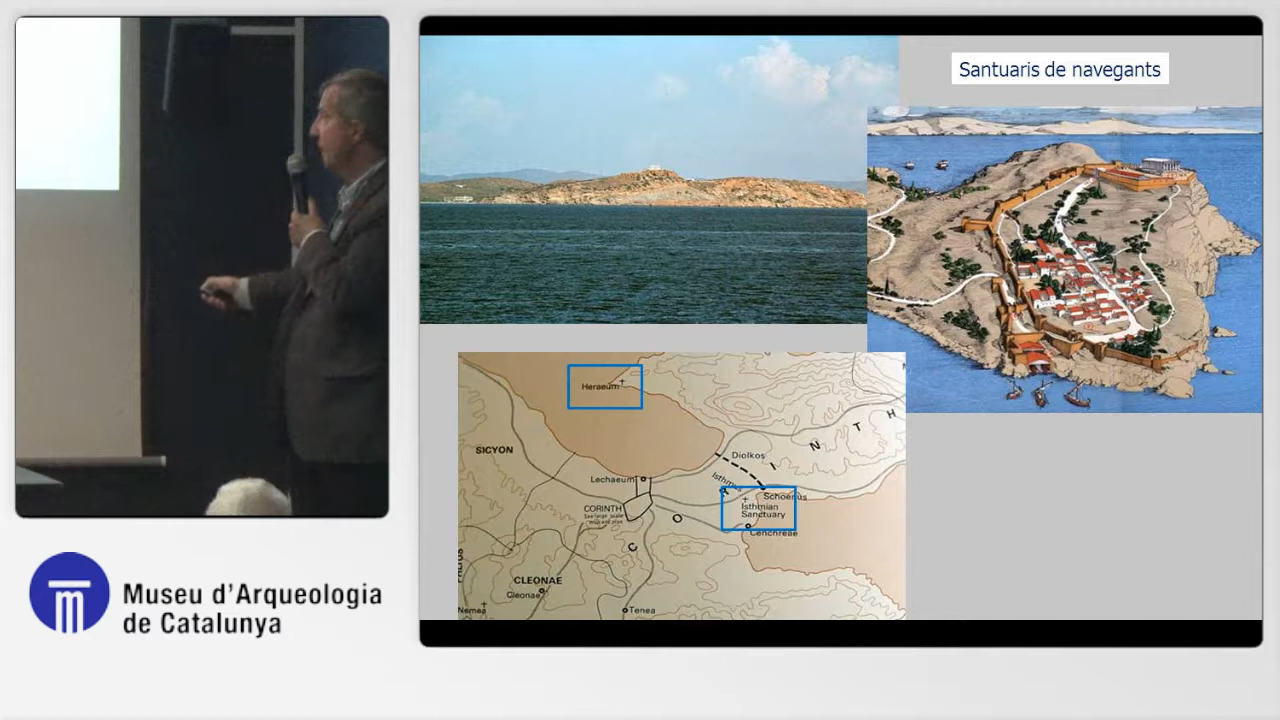 Santuaris de navegants
Heraeum
SICYON
Diolkos
I N T H
Lechaeum
Isthmus
Schoenus
CORINTH
Isthmian
Sanctuary
C O
Cenchreae
CLEONAE
Cleonae
Nemea
Tenea
Museu d'Arqueologia
de Catalunya